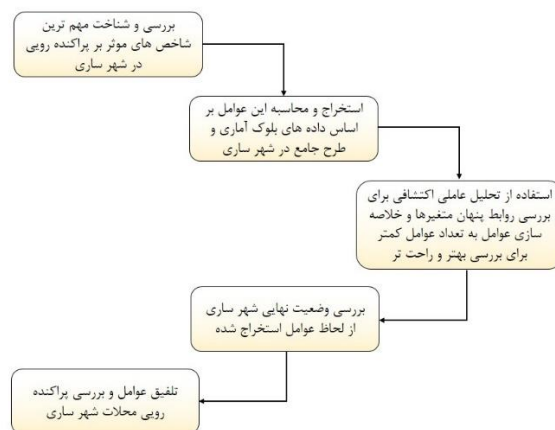 بررسی و شناخت مهم ترین
شاخص های موثر بر پراکنده رویی
در شهر ساری
استخراج و محاسبه این عوامل بر
اساس داده های بلوک آماری و
طرح جامع در شهر ساری
استفاده از تحلیل عاملی اکتشافی برای
بررسی روابط پنهان متغیرها و خلاصه
سازی عوامل به تعداد عوامل کمتر
برای بررسی بهتر و راحت تر
بررسی وضعیت نهایی شهر ساری
از لحاظ عوامل استخراج شده
تلفیق عوامل و بررسی پراکنده
رویی محلات شهر ساری